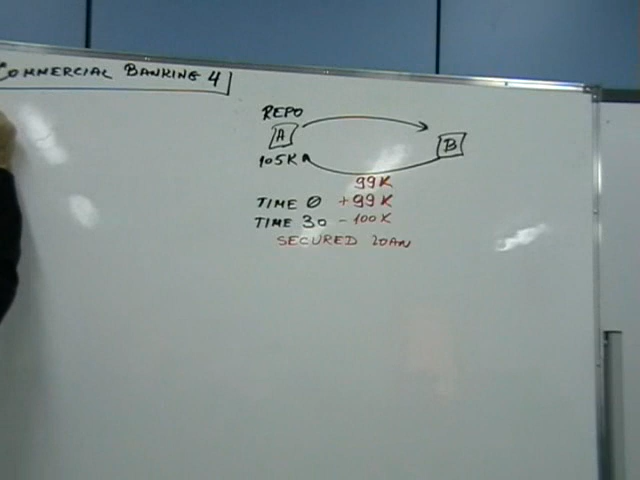 COMMERCIAL BANKING 4
REPO
A
B
105K
99K
TIME 0 +99K
TIME 30 -100K
SECURED LOAN